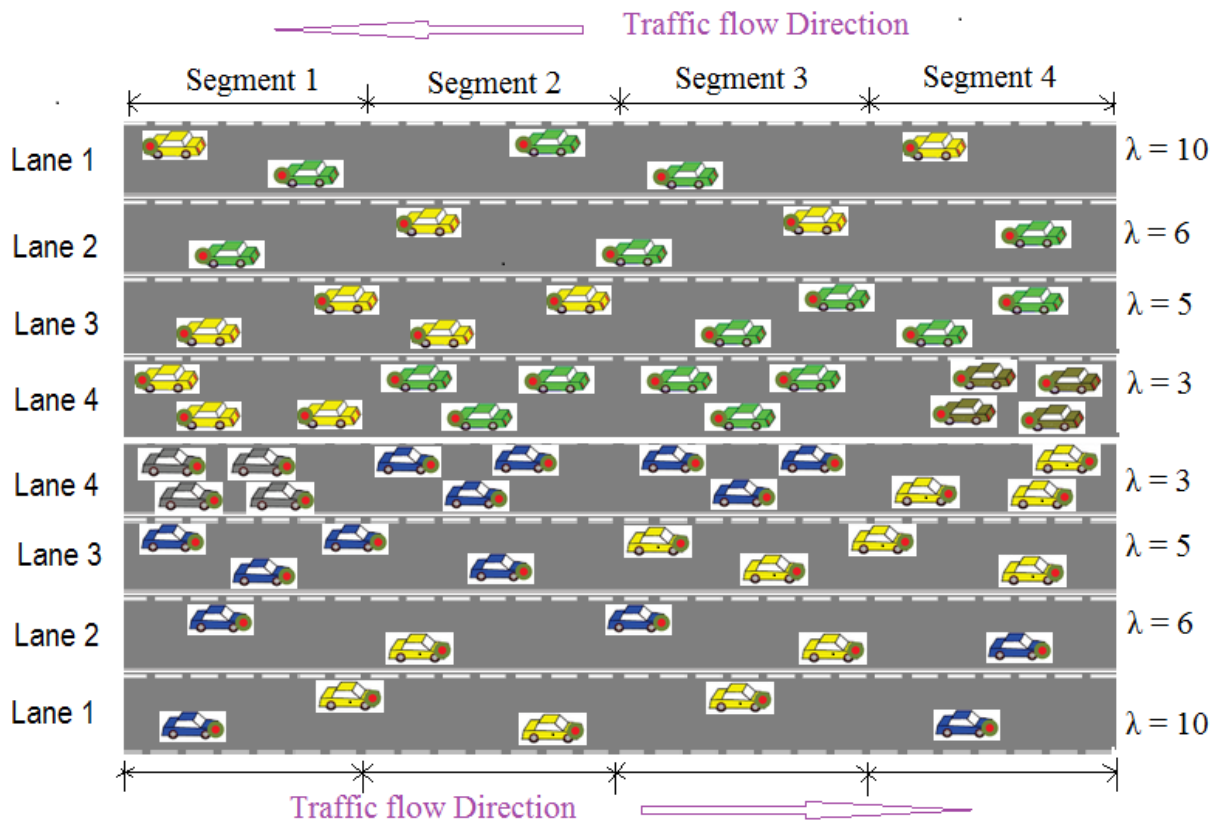 Traffic flow Direction
Segment 1 Segment 2 Segment 3 Segment 4
Lane 1 λ = 10
Lane 2 λ = 6
Lane 3 λ = 5
Lane 4 λ = 3
Lane 4 λ = 3
Lane 3 λ = 5
Lane 2 λ = 6
Lane 1 λ = 10
Traffic flow Direction